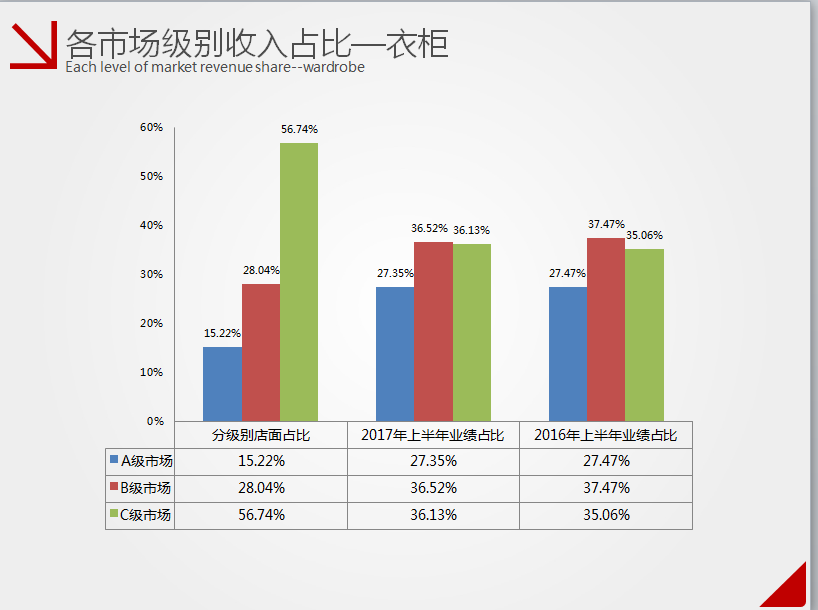 各市场级别收入占比—衣柜
Each level of market revenue share--wardrobe
60%
50%
40%
30%
20%
10%
0%
15.22%
28.04%
56.74%
27.35%
36.52%
36.13%
27.47%
37.47%
35.06%
分级别店面占比 2017年上半年业绩占比 2016年上半年业绩占比
A级市场 15.22% 27.35% 27.47%
B级市场 28.04% 36.52% 37.47%
C级市场 56.74% 36.13% 35.06%